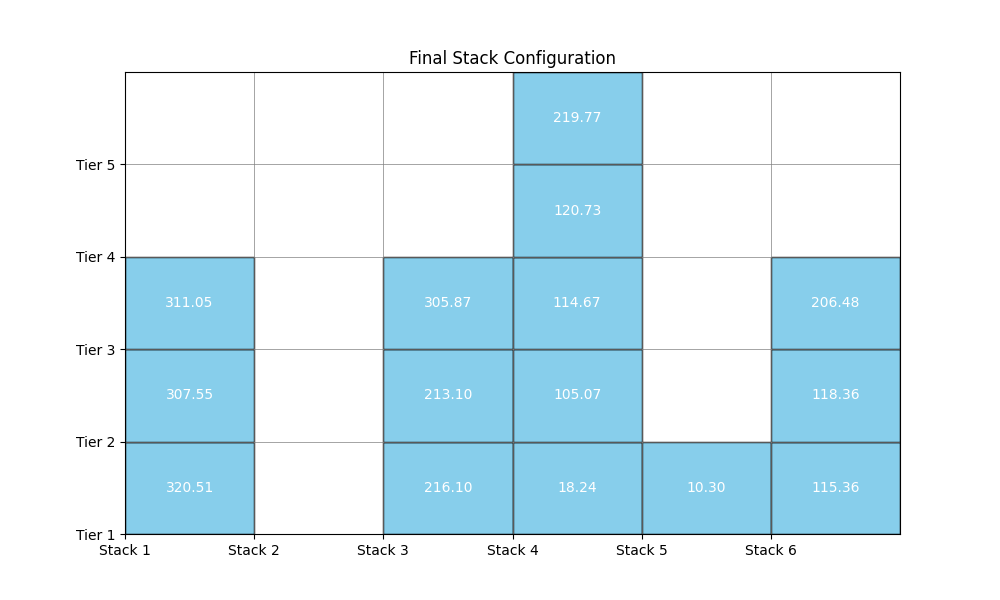 Final Stack Configuration
219.77
Tier 5
120.73
Tier 4
311.05 305.87 114.67 206.48
Tier 3
307.55 213.10 105.07 118.36
Tier 2
320.51 216.10 18.24 10.30 115.36
Tier 1
Stack 1 Stack 2 Stack 3 Stack 4 Stack 5 Stack 6